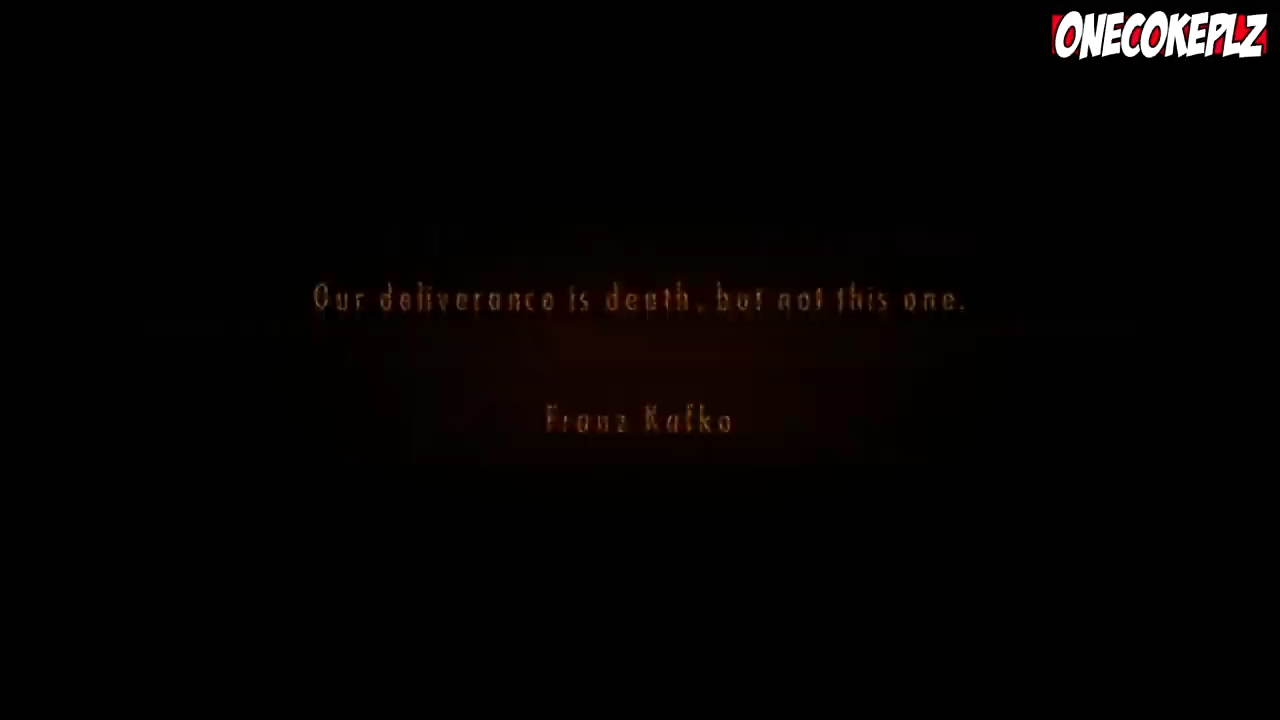 ONECOKEPLZ
Our deliverance is death, but not this one.
Franz Kafka